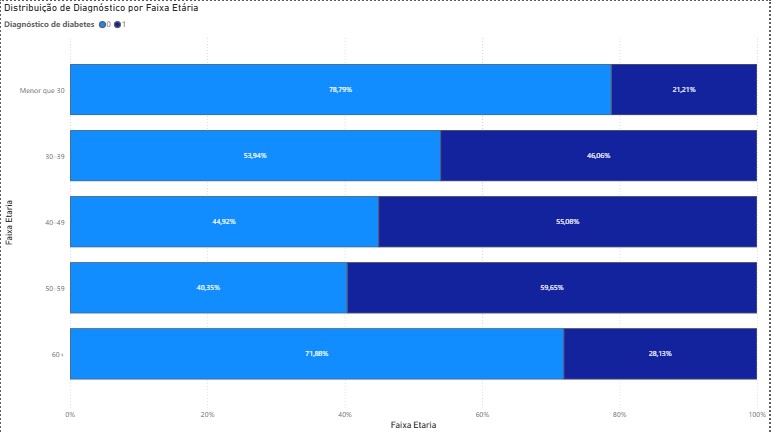 Distribuição de Diagnóstico por Faixa Etária
Diagnóstico de diabetes 0 1
Faixa Etaria
Menor que 30 78,79% 21,21%
30-39 53,94% 46,06%
40-49 44,92% 55,08%
50-59 40,35% 59,65%
60+ 71,88% 28,13%
0% 20% 40% 60% 80% 100%
Faixa Etaria